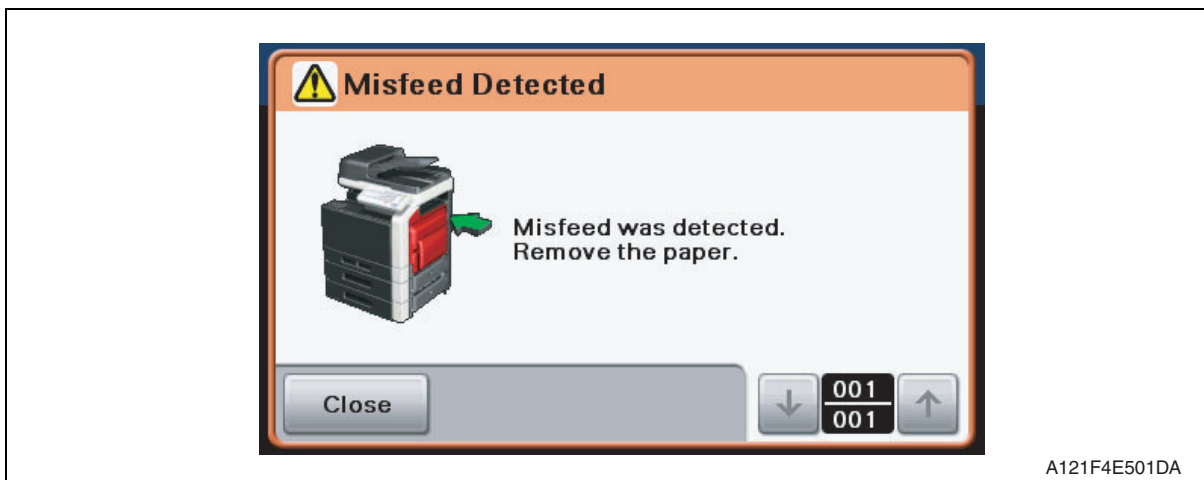 Misfeed Detected
Misfeed was detected.
Remove the paper.
Close
001
001
A121F4E501DA